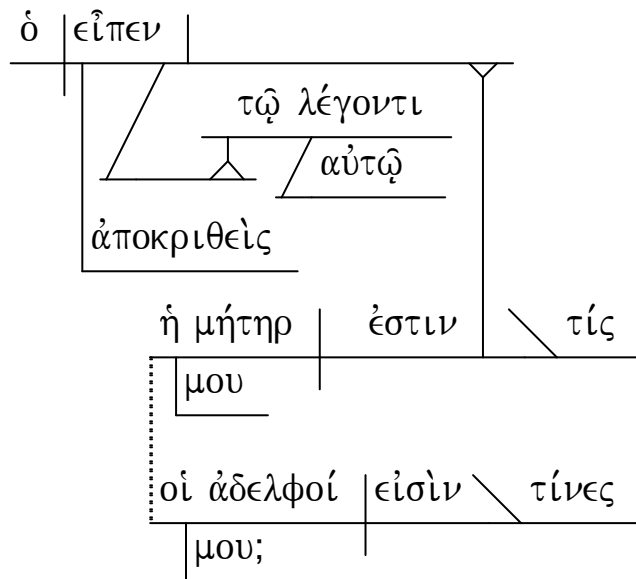 ὁ εἶπεν
τῷ λέγοντι
αὐτῷ
ἀποκριθεὶς
ἡ μήτηρ ἐστιν τίς
μου
οἱ ἀδελφοί εἰσὶν τίνες
μου;